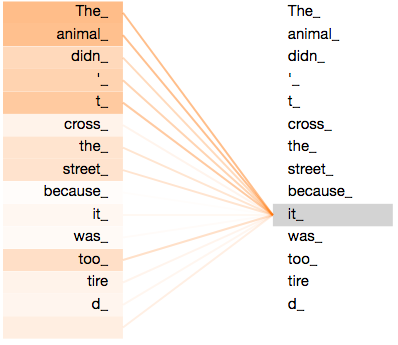 The_
animal_
didn_
'_
t_
cross_
the_
street_
because_
it_
was_
too_
tire
d_
The_
animal_
didn_
'_
t_
cross_
the_
street_
because_
it_
was_
too_
tire
d_